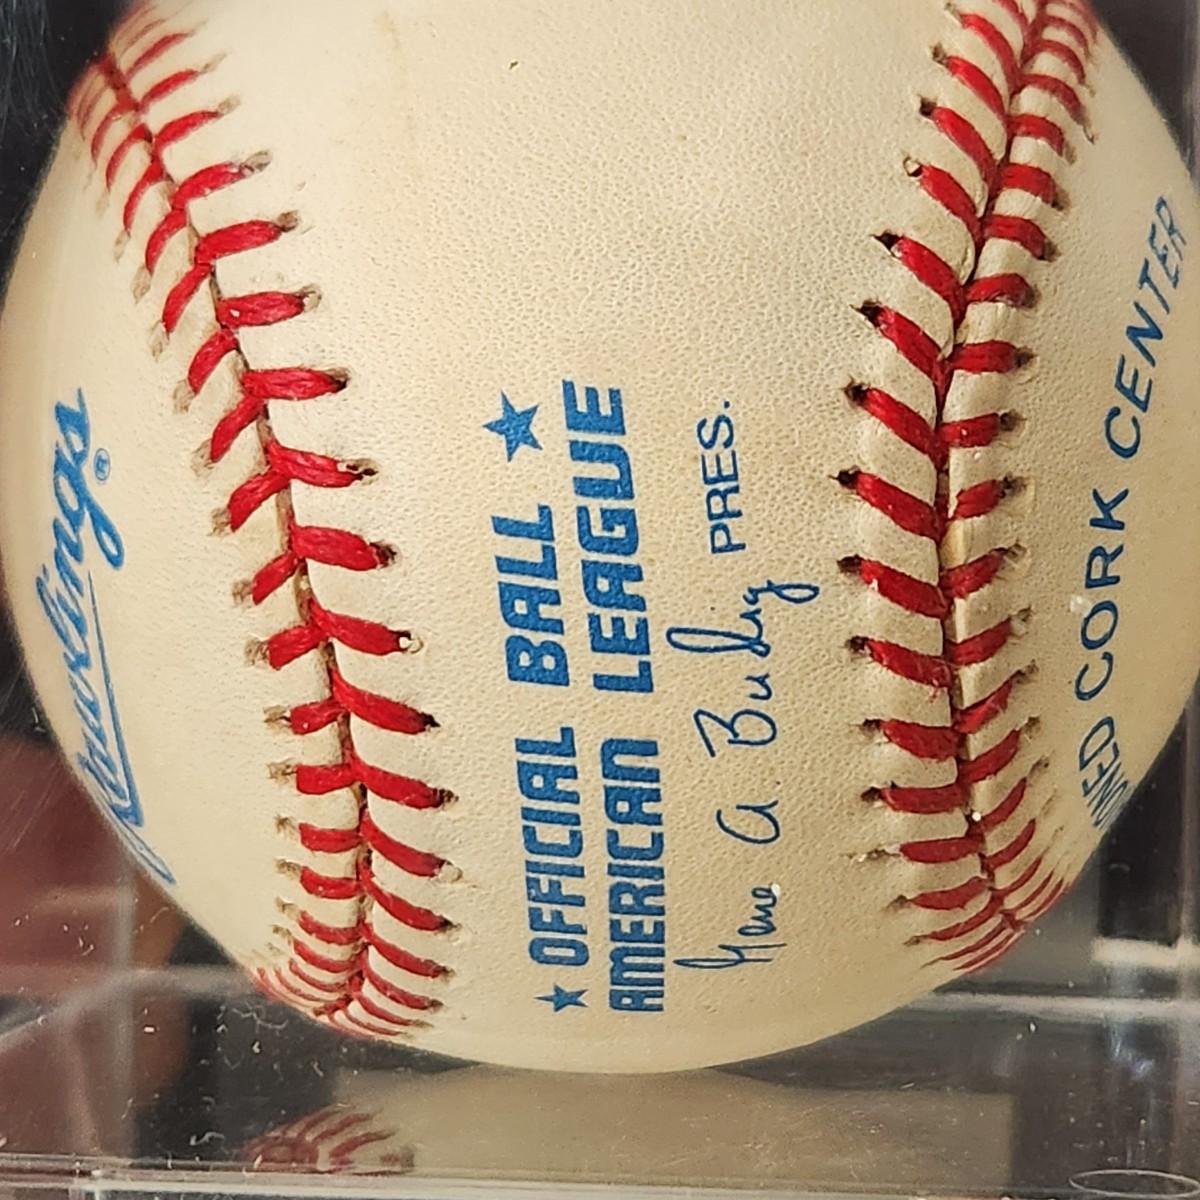 Rawlings®
★ OFFICIAL BALL ★
AMERICAN LEAGUE
Gene A. Budig PRES.
CORK CENTER